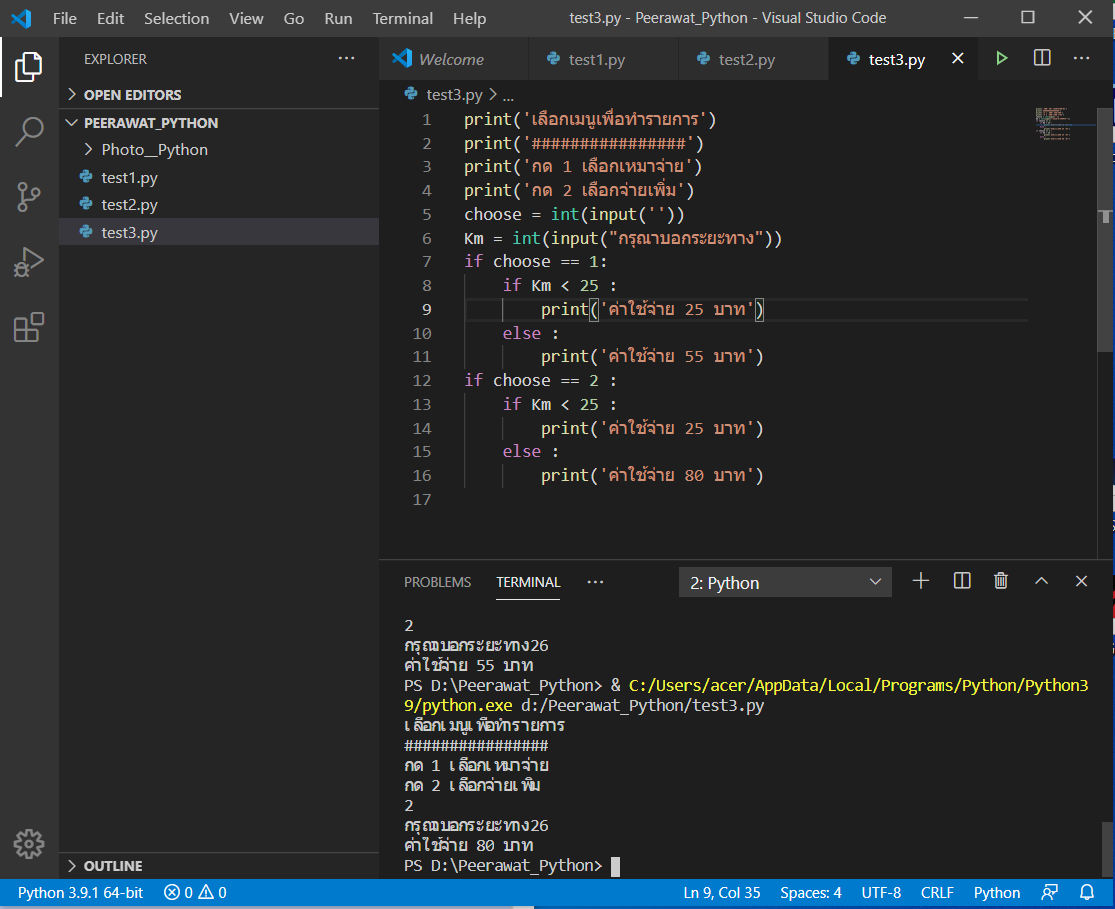 File Edit Selection View Go Run Terminal Help test3.py - Peerawat_Python - Visual Studio Code
EXPLORER ...
OPEN EDITORS
PEERAWAT_PYTHON
Photo__Python
test1.py
test2.py
test3.py
OUTLINE
Welcome test1.py test2.py test3.py
test3.py > ...
1 print('เลือกเมนูเพื่อทำรายการ')
2 print('################')
3 print('กด 1 เลือกเหมาจ่าย')
4 print('กด 2 เลือกจ่ายเพิ่ม')
5 choose = int(input(''))
6 Km = int(input("กรุณาบอกระยะทาง"))
7 if choose == 1:
8 if Km < 25 :
9 print('ค่าใช้จ่าย 25 บาท')
10 else :
11 print('ค่าใช้จ่าย 55 บาท')
12 if choose == 2 :
13 if Km < 25 :
14 print('ค่าใช้จ่าย 25 บาท')
15 else :
16 print('ค่าใช้จ่าย 80 บาท')
17
PROBLEMS TERMINAL ... 2: Python
2
กรุณาบอกระยะทาง26
ค่าใช้จ่าย 55 บาท
PS D:\Peerawat_Python> & C:/Users/acer/AppData/Local/Programs/Python/Python3
9/python.exe d:/Peerawat_Python/test3.py
เลือกเมนูเพื่อทำรายการ
################
กด 1 เลือกเหมาจ่าย
กด 2 เลือกจ่ายเพิ่ม
2
กรุณาบอกระยะทาง26
ค่าใช้จ่าย 80 บาท
PS D:\Peerawat_Python>
Python 3.9.1 64-bit 0 0 Ln 9, Col 35 Spaces: 4 UTF-8 CRLF Python